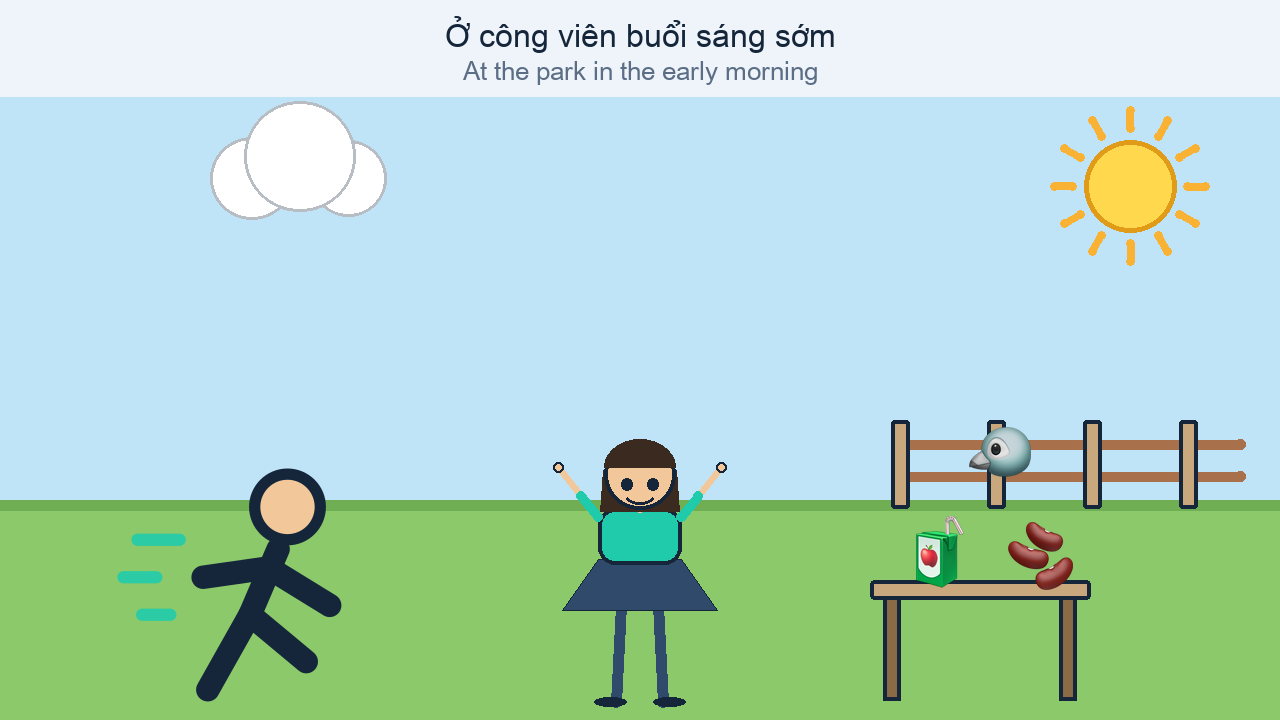 Ở công viên buổi sáng sớm
At the park in the early morning